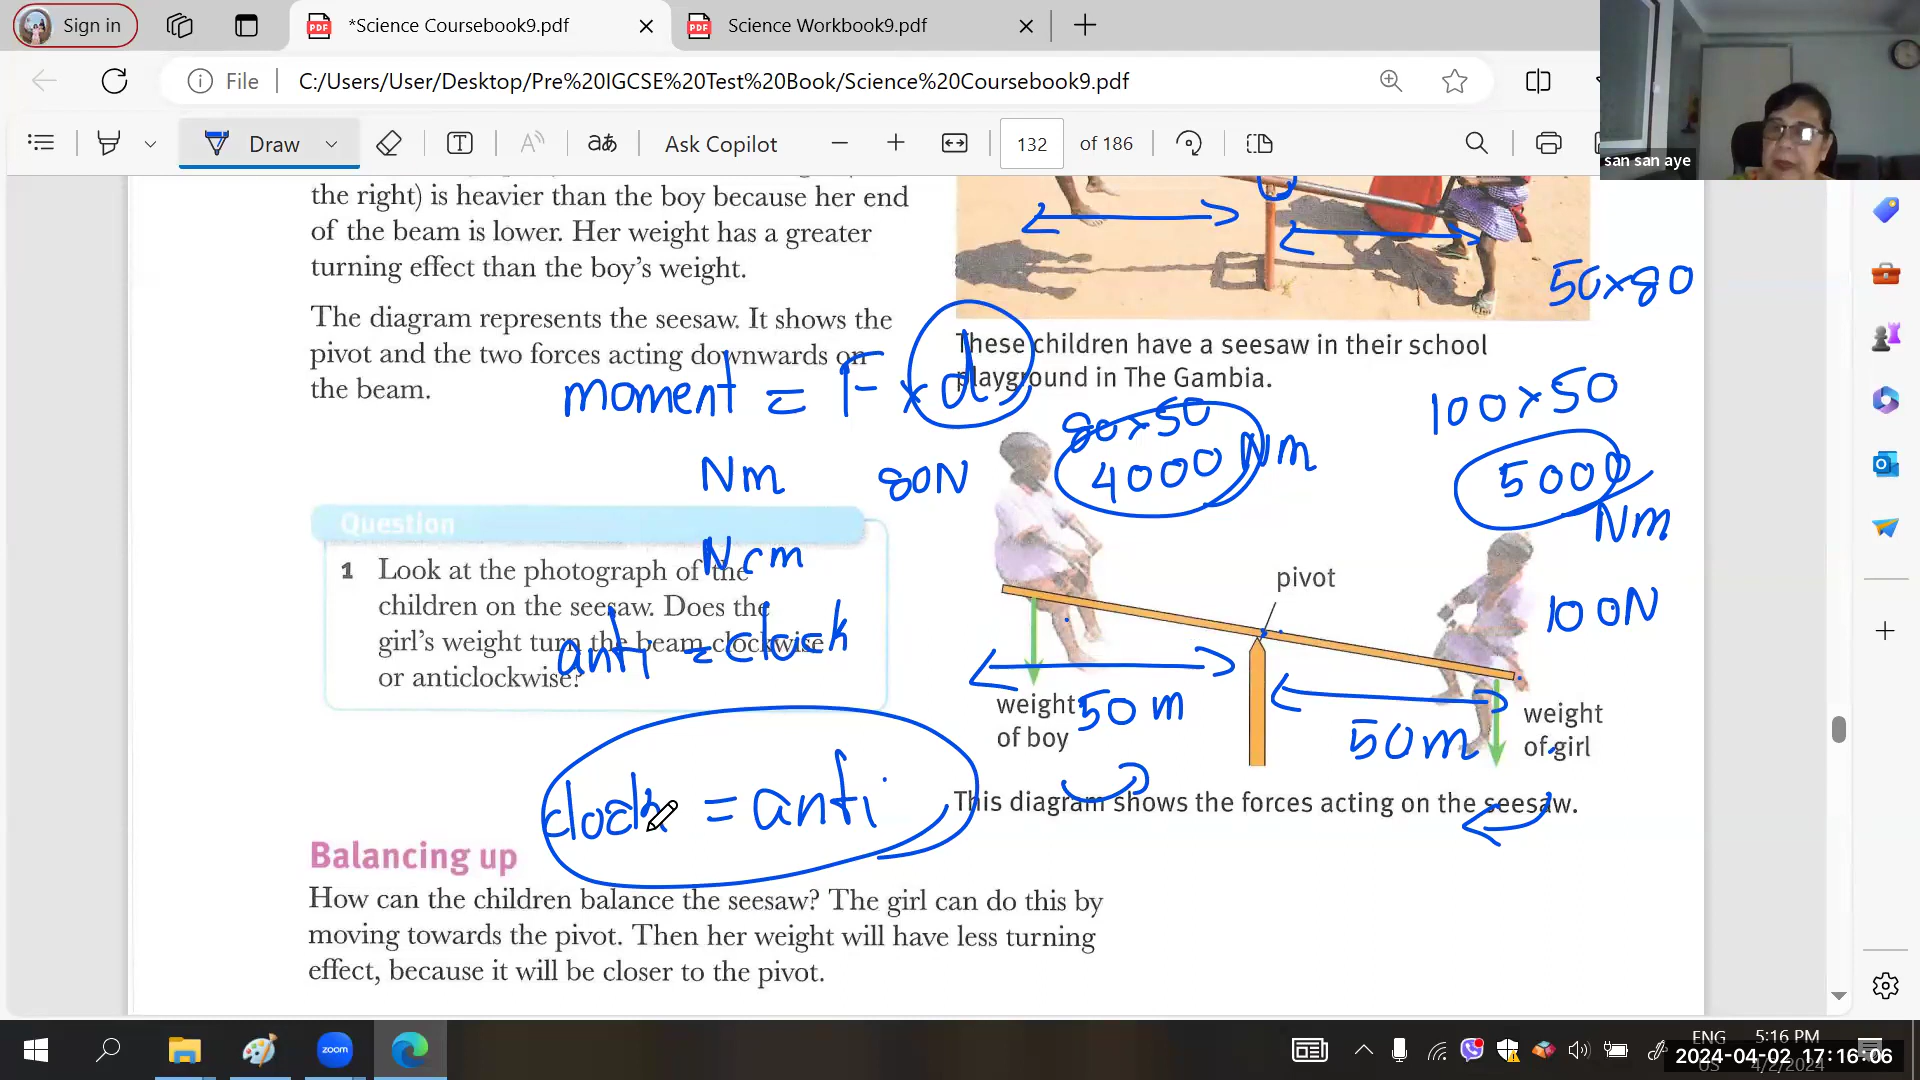 Sign in
*Science Coursebook9.pdf
Science Workbook9.pdf
File
C:/Users/User/Desktop/Pre%20IGCSE%20Test%20Book/Science%20Coursebook9.pdf
Draw
Ask Copilot
132 of 186
san san aye
the right) is heavier than the boy because her end
of the beam is lower. Her weight has a greater
turning effect than the boy's weight.
The diagram represents the seesaw. It shows the
pivot and the two forces acting downwards on
the beam.
50×80
These children have a seesaw in their school
playground in The Gambia.
moment = F × d
80×50
4000 Nm
100×50
5000
Nm
80N
Nm
Ncm
Question
1 Look at the photograph of the
children on the seesaw. Does the
girl's weight turn the beam clockwise
or anticlockwise?
anti = clock
pivot
100N
weight
of boy
50 m
50m
weight
of girl
This diagram shows the forces acting on the seesaw.
clock = anti
Balancing up
How can the children balance the seesaw? The girl can do this by
moving towards the pivot. Then her weight will have less turning
effect, because it will be closer to the pivot.
zoom
ENG
US
5:16 PM
4/2/2024
2024-04-02 17:16:06